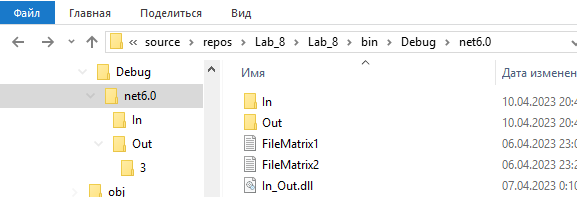 Файл Главная Поделиться Вид
« source › repos › Lab_8 › Lab_8 › bin › Debug › net6.0
Debug
net6.0
In
Out
3
obj
Имя Дата изменен
In 10.04.2023 20:4
Out 10.04.2023 20:4
FileMatrix1 06.04.2023 23:0
FileMatrix2 06.04.2023 23:2
In_Out.dll 07.04.2023 0:10